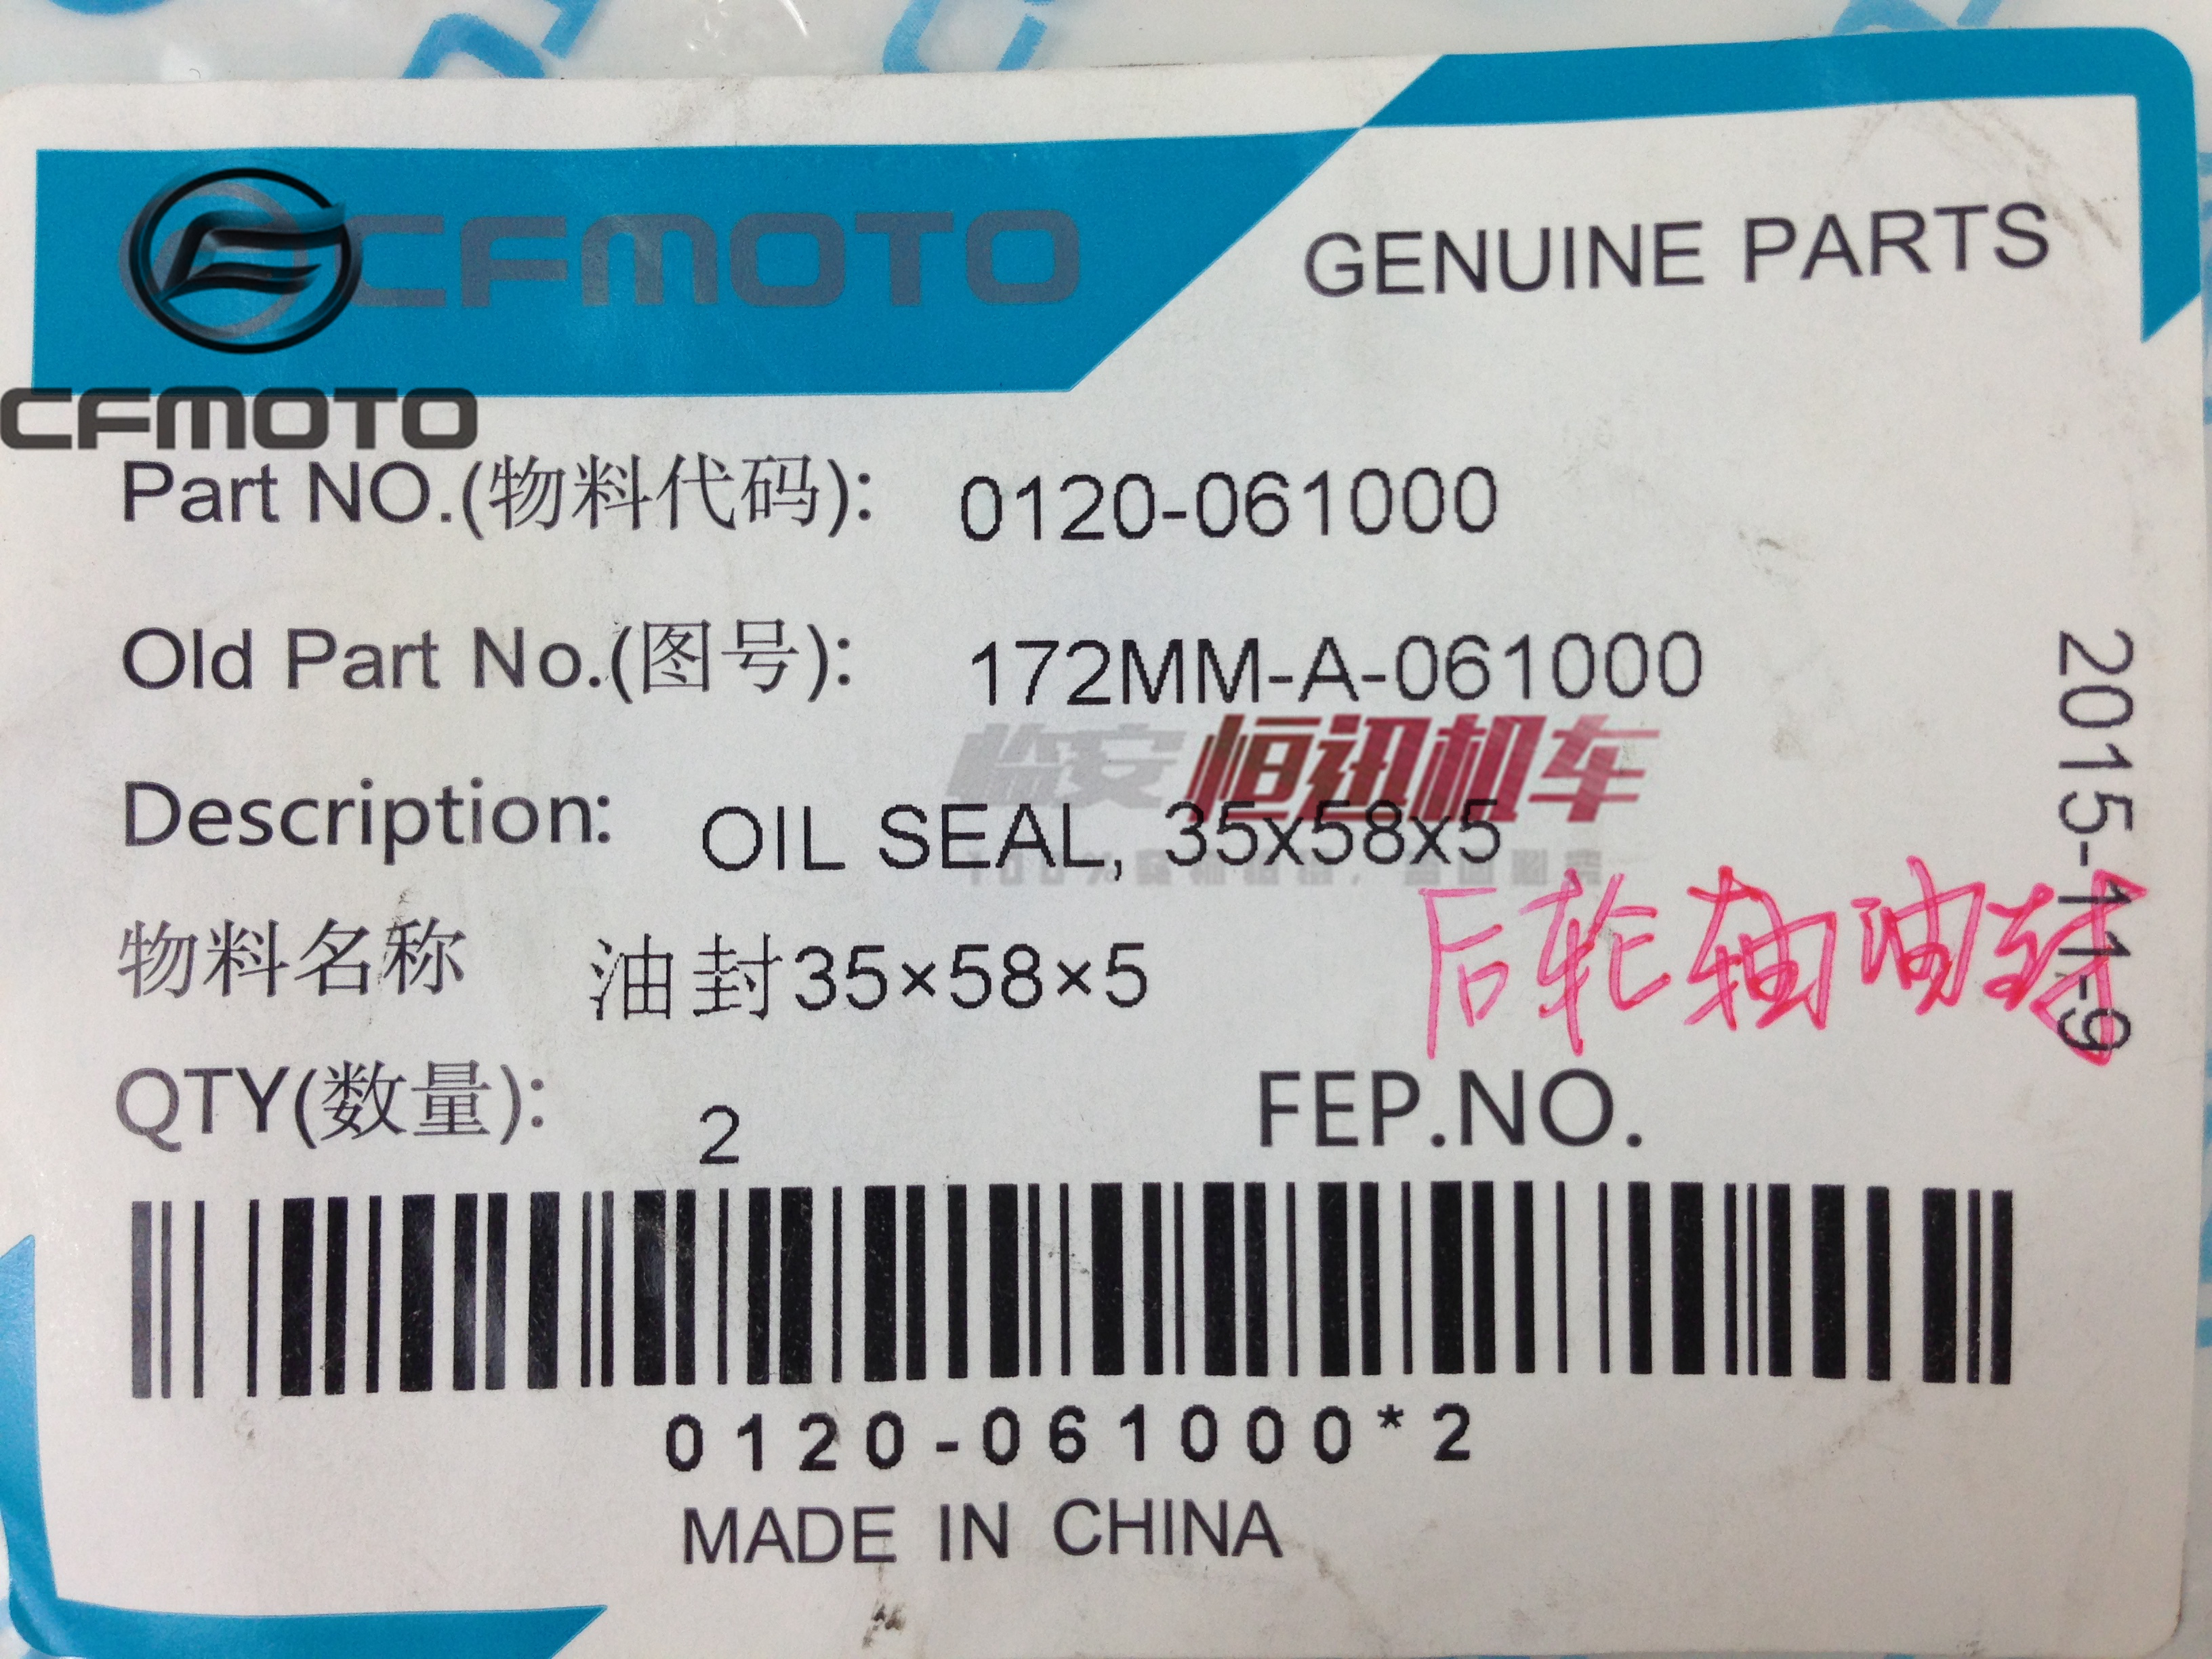 CFMOTO
GENUINE PARTS
CFMOTO
Part NO.(物料代码): 0120-061000
Old Part No.(图号): 172MM-A-061000
临安恒迅机车
Description: OIL SEAL, 35x58x5
物料名称 油封35×58×5
后轮轴油封
2015-11-9
QTY(数量): 2
FEP.NO.
0120-061000*2
MADE IN CHINA